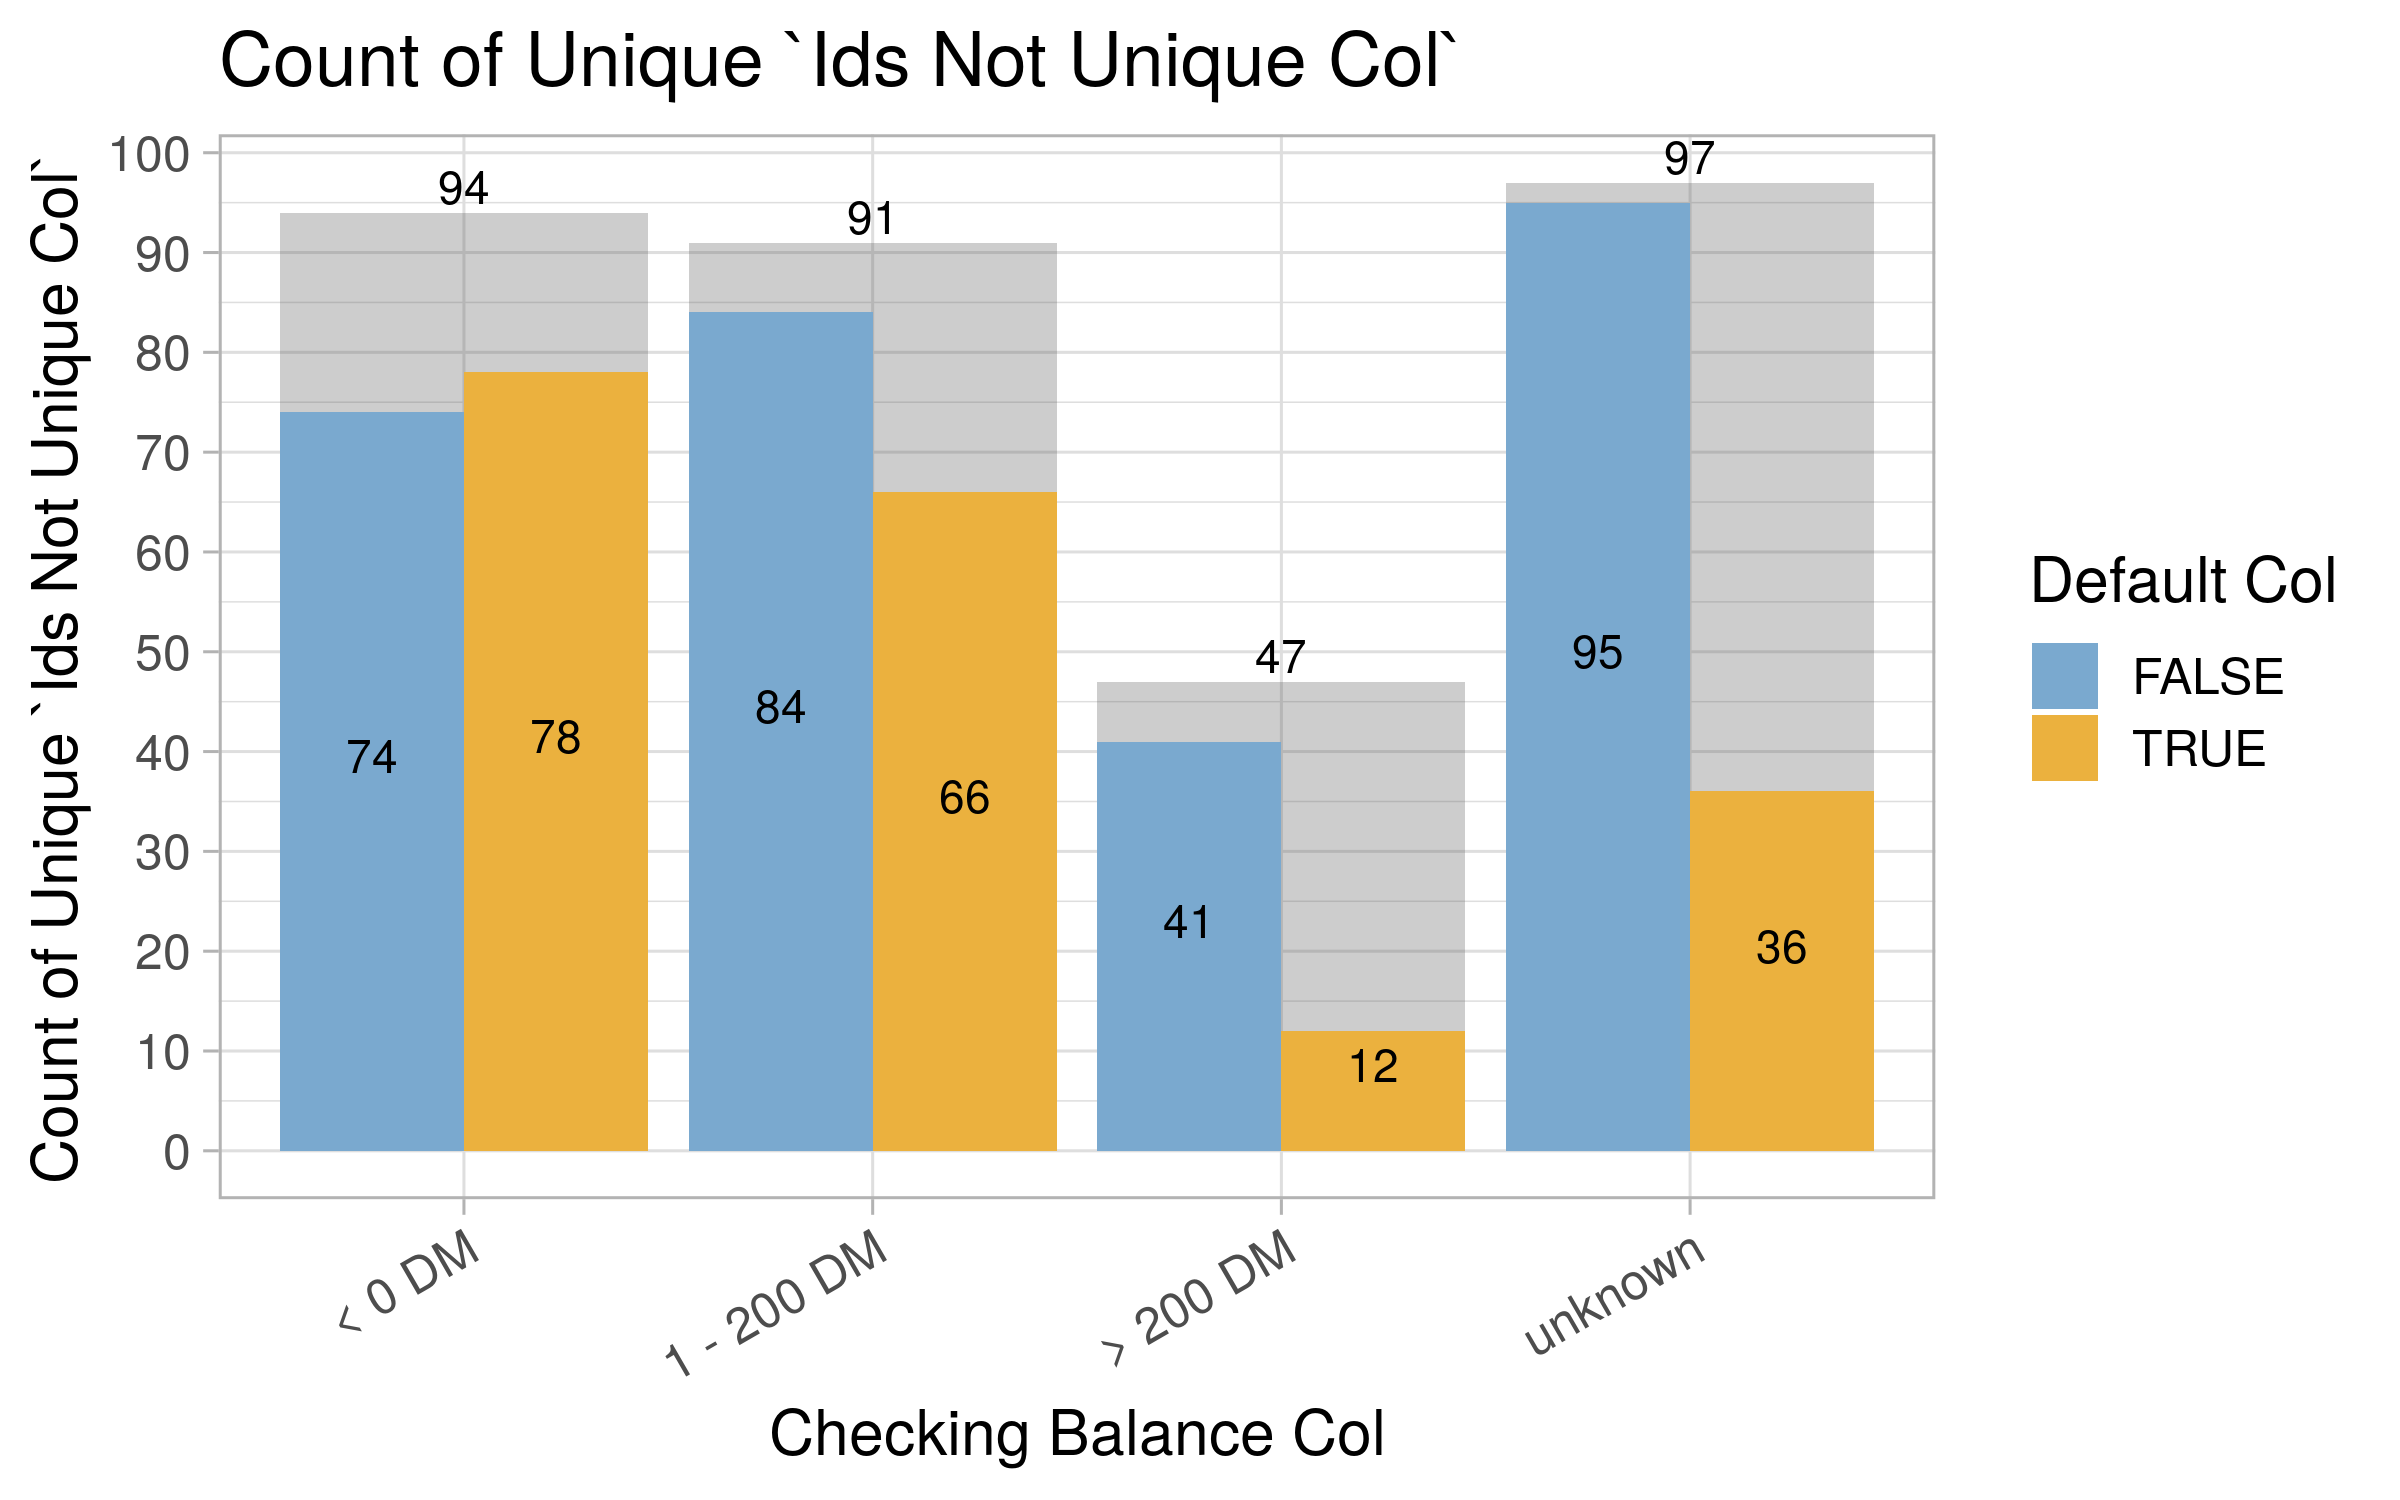 Count of Unique `Ids Not Unique Col`
Count of Unique `Ids Not Unique Col`
100
90
80
70
60
50
40
30
20
10
0
94
91
47
97
74
78
84
66
41
12
95
36
< 0 DM
1 - 200 DM
> 200 DM
unknown
Checking Balance Col
Default Col
FALSE
TRUE